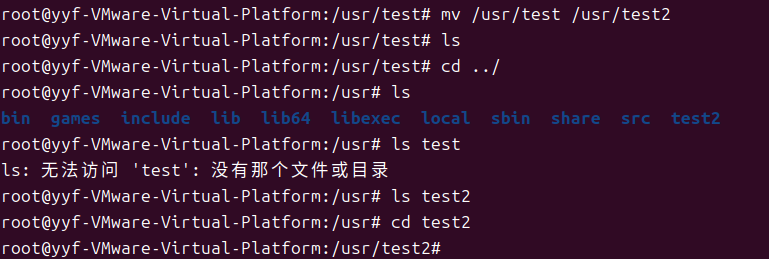 root@yyf-VMware-Virtual-Platform:/usr/test# mv /usr/test /usr/test2
root@yyf-VMware-Virtual-Platform:/usr/test# ls
root@yyf-VMware-Virtual-Platform:/usr/test# cd ../
root@yyf-VMware-Virtual-Platform:/usr# ls
bin  games  include  lib  lib64  libexec  local  sbin  share  src  test2
root@yyf-VMware-Virtual-Platform:/usr# ls test
ls: 无法访问 'test': 没有那个文件或目录
root@yyf-VMware-Virtual-Platform:/usr# ls test2
root@yyf-VMware-Virtual-Platform:/usr# cd test2
root@yyf-VMware-Virtual-Platform:/usr/test2#